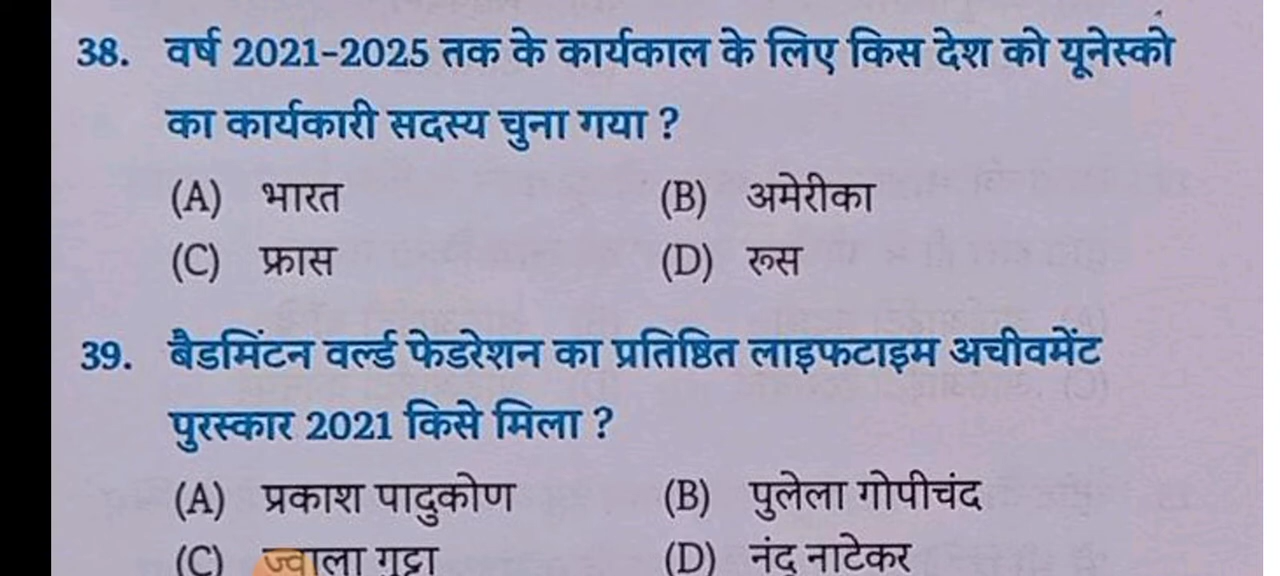 38. वर्ष 2021-2025 तक के कार्यकाल के लिए किस देश को यूनेस्को
का कार्यकारी सदस्य चुना गया ?
(A) भारत (B) अमेरीका
(C) फ्रास (D) रूस
39. बैडमिंटन वर्ल्ड फेडरेशन का प्रतिष्ठित लाइफटाइम अचीवमेंट
पुरस्कार 2021 किसे मिला ?
(A) प्रकाश पादुकोण (B) पुलेला गोपीचंद
(C) ज्वाला गुट्टा (D) नंदू नाटेकर